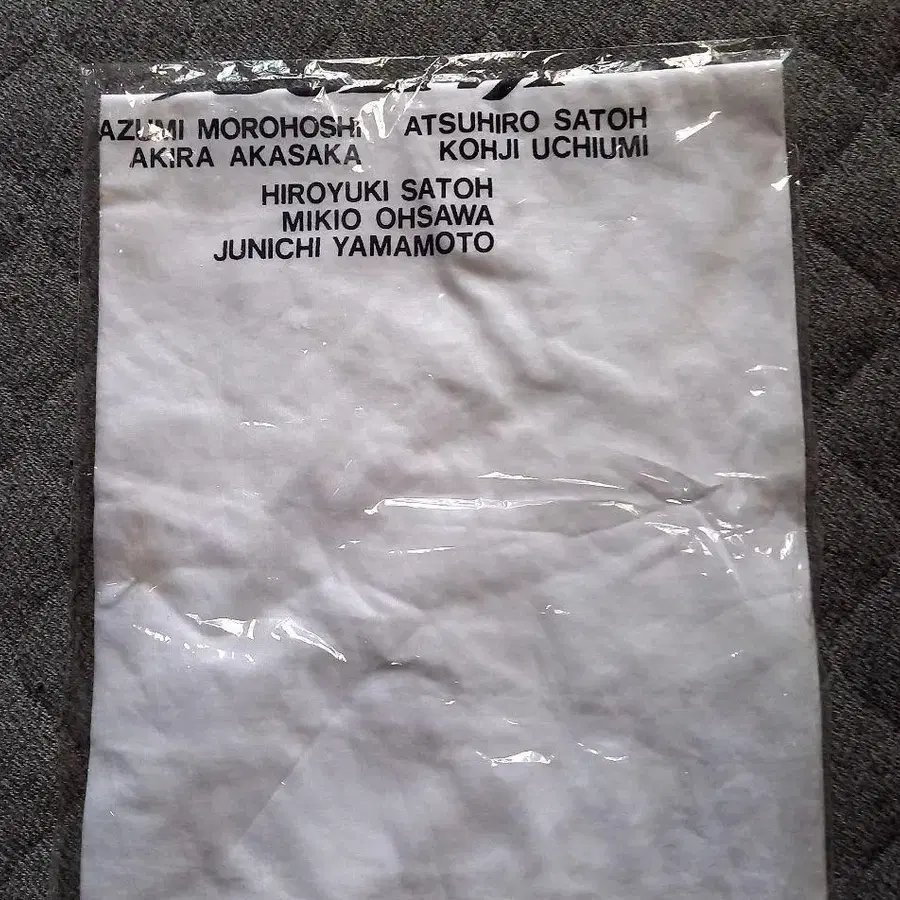 AZUMI MOROHOSHI ATSUHIRO SATOH
AKIRA AKASAKA KOHJI UCHIUMI
HIROYUKI SATOH
MIKIO OHSAWA
JUNICHI YAMAMOTO